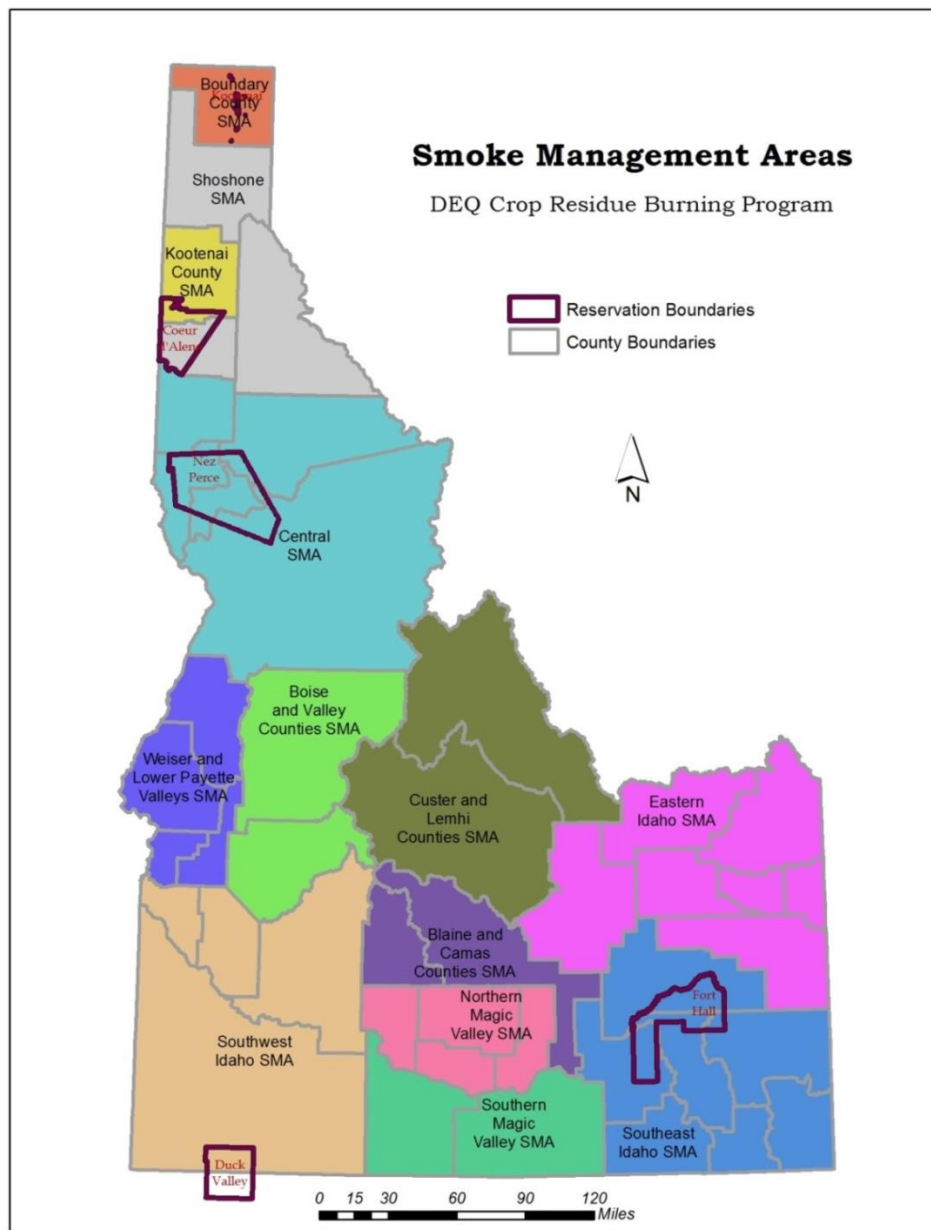 Smoke Management Areas
DEQ Crop Residue Burning Program
Reservation Boundaries
County Boundaries
N
Boundary
Kootenai
County
SMA
Shoshone
SMA
Kootenai
County
SMA
Coeur
d'Alene
Nez
Perce
Central
SMA
Boise
and Valley
Counties SMA
Weiser and
Lower Payette
Valleys SMA
Custer and
Lemhi
Counties SMA
Eastern
Idaho SMA
Blaine and
Camas
Counties SMA
Northern
Magic
Valley SMA
Fort
Hall
Southwest
Idaho SMA
Southern
Magic
Valley SMA
Southeast
Idaho SMA
Duck
Valley
0 15 30 60 90 120
Miles